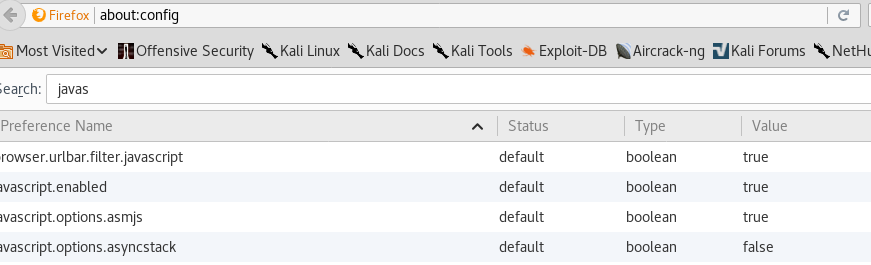 Firefox about:config
Most Visited Offensive Security Kali Linux Kali Docs Kali Tools Exploit-DB Aircrack-ng Kali Forums NetHu
Search: javas
Preference Name Status Type Value
rowser.urlbar.filter.javascript default boolean true
avascript.enabled default boolean true
avascript.options.asmjs default boolean true
avascript.options.asyncstack default boolean false